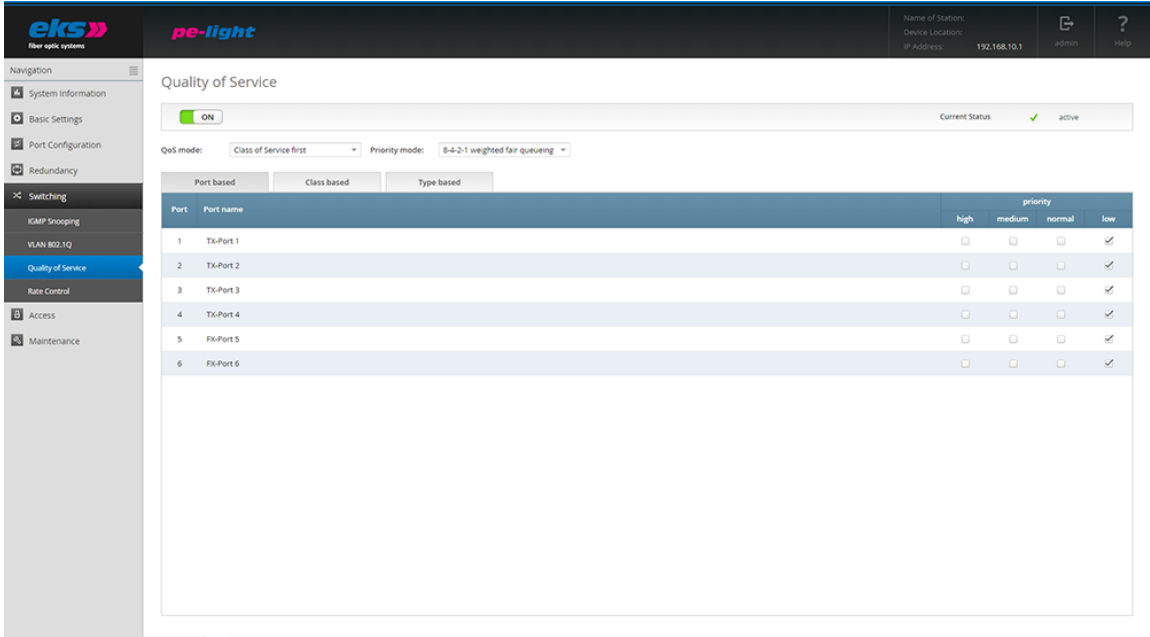 eks
fiber optic systems
pe-light
Name of Station:
Device Location:
IP Address: 192.168.10.1
admin
? Help
Navigation
System Information
Basic Settings
Port Configuration
Redundancy
Switching
IGMP Snooping
VLAN 802.1Q
Quality of Service
Rate Control
Access
Maintenance
Quality of Service
ON
Current Status active
QoS mode: Class of Service first Priority mode: 8-4-2-1 weighted fair queueing
Port based Class based Type based
priority
Port Port name high medium normal low
1 TX-Port 1
2 TX-Port 2
3 TX-Port 3
4 TX-Port 4
5 FX-Port 5
6 FX-Port 6